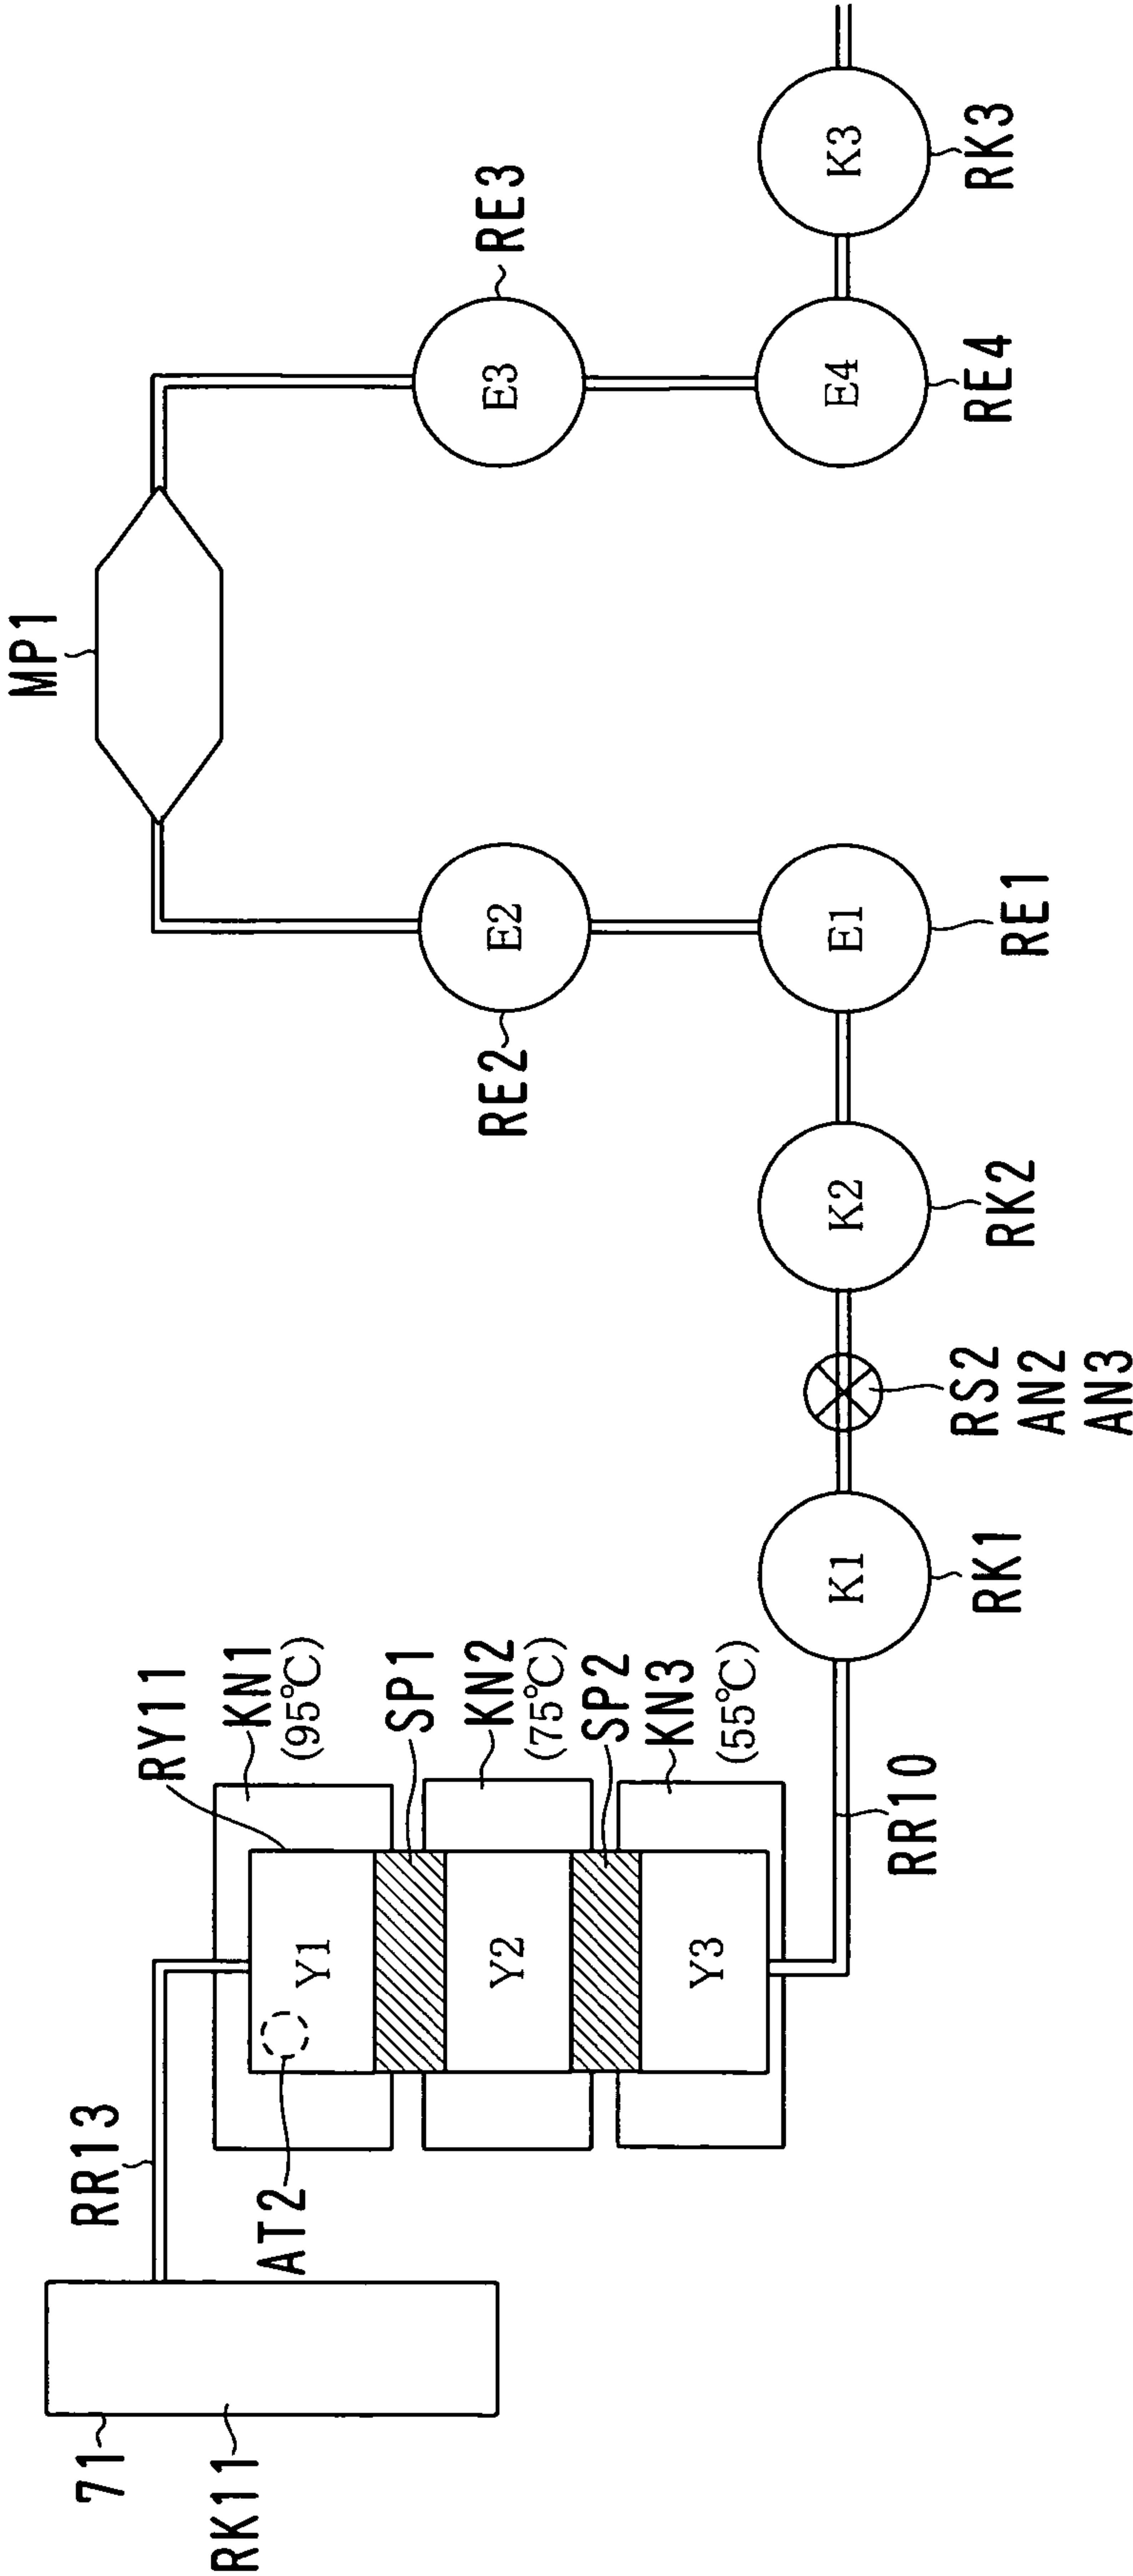 71
RK11
RR13
AT2
RY11
KN1
(95°C)
SP1
KN2
(75°C)
SP2
KN3
(55°C)
Y1
Y2
Y3
RR10
K1
RK1
RS2
AN2
AN3
K2
RK2
E1
RE1
E2
RE2
MP1
E3
RE3
E4
RE4
K3
RK3